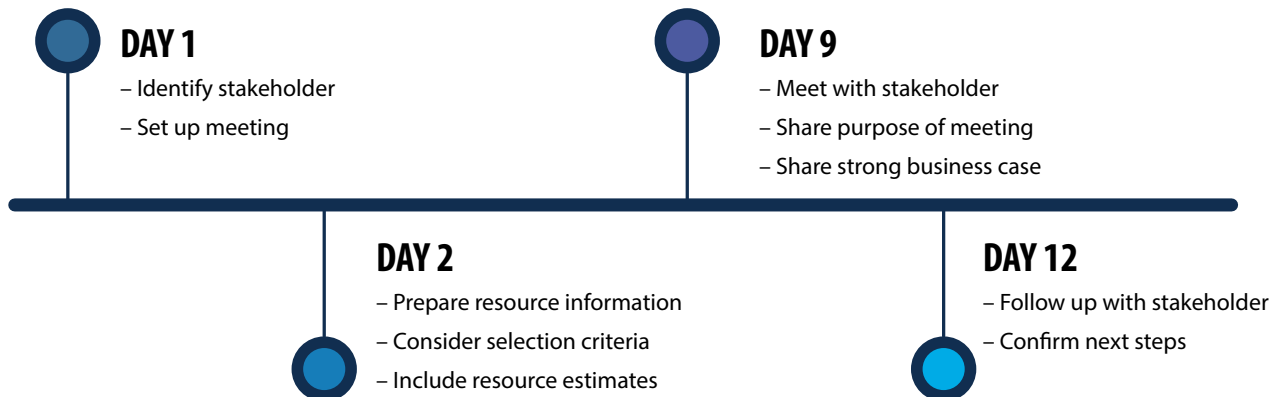 DAY 1
– Identify stakeholder
– Set up meeting
DAY 2
– Prepare resource information
– Consider selection criteria
– Include resource estimates
DAY 9
– Meet with stakeholder
– Share purpose of meeting
– Share strong business case
DAY 12
– Follow up with stakeholder
– Confirm next steps